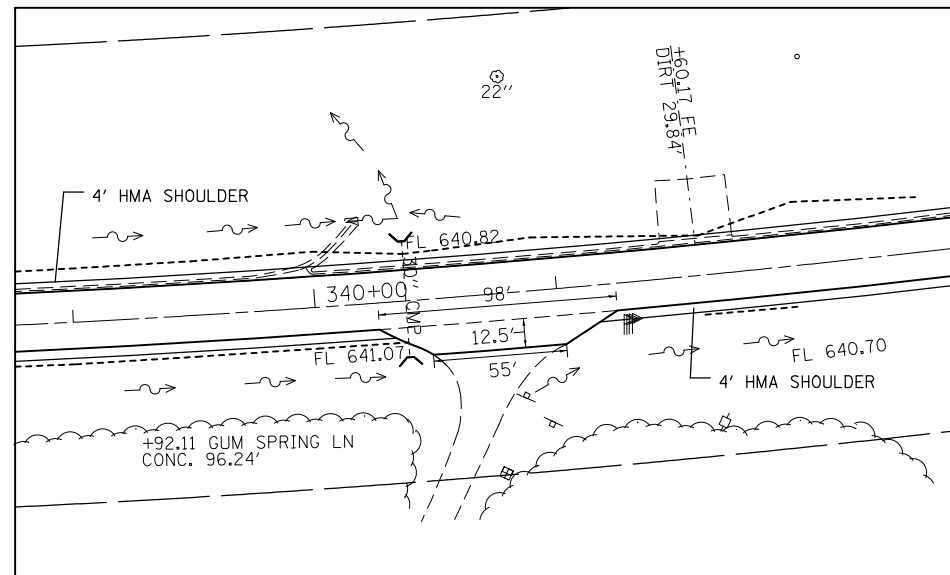 22"
+60.17 FE
DIRT 29.84'
4' HMA SHOULDER
FL 640.82
340+00
30" CMP
98'
12.5'
FL 641.07
55'
FL 640.70
4' HMA SHOULDER
+92.11 GUM SPRING LN
CONC. 96.24'